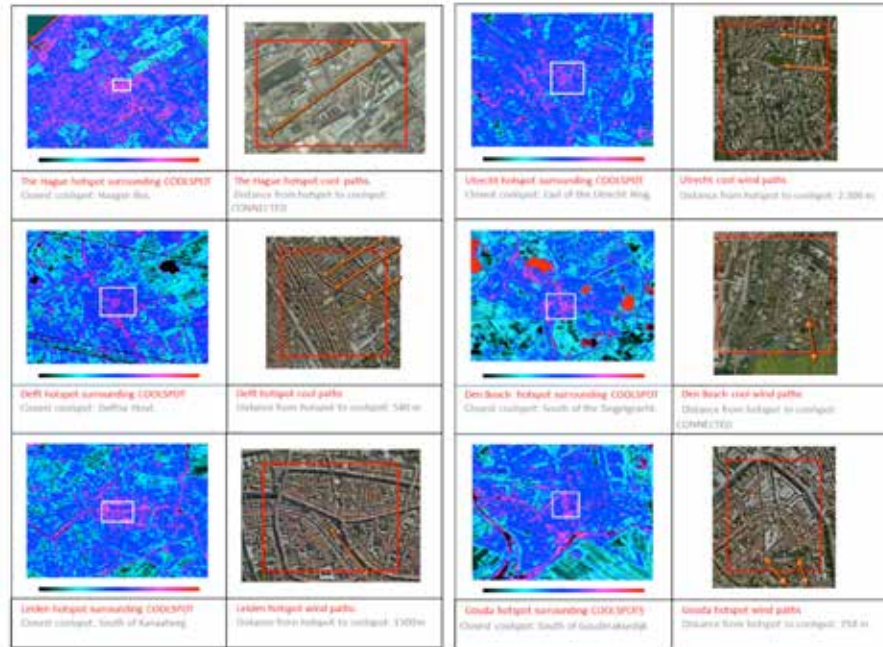 The Hague hotspot surrounding COOLSPOT
Closest coolspot: Haagse Bos.
The Hague hotspot cool paths
Distance from hotspot to coolspot:
CONNECTED
Utrecht hotspot surrounding COOLSPOT
Closest coolspot: East of the Utrecht Ring.
Utrecht cool wind paths
Distance from hotspot to coolspot: 2.300 m.
Delft hotspot surrounding COOLSPOT
Closest coolspot: Delftse Hout.
Delft hotspot cool paths
Distance from hotspot to coolspot: 580 m
Den Bosch hotspot surrounding COOLSPOT
Closest coolspot: South of the Singelgracht.
Den Bosch cool wind paths
Distance from hotspot to coolspot:
CONNECTED
Leiden hotspot surrounding COOLSPOT
Closest coolspot: South of Kanaalweg
Leiden hotspot wind paths
Distance from hotspot to coolspot: 1500m
Gouda hotspot surrounding COOLSPOTS
Closest coolspot: South of
Gouda hotspot wind paths
Distance from hotspot to coolspot: m